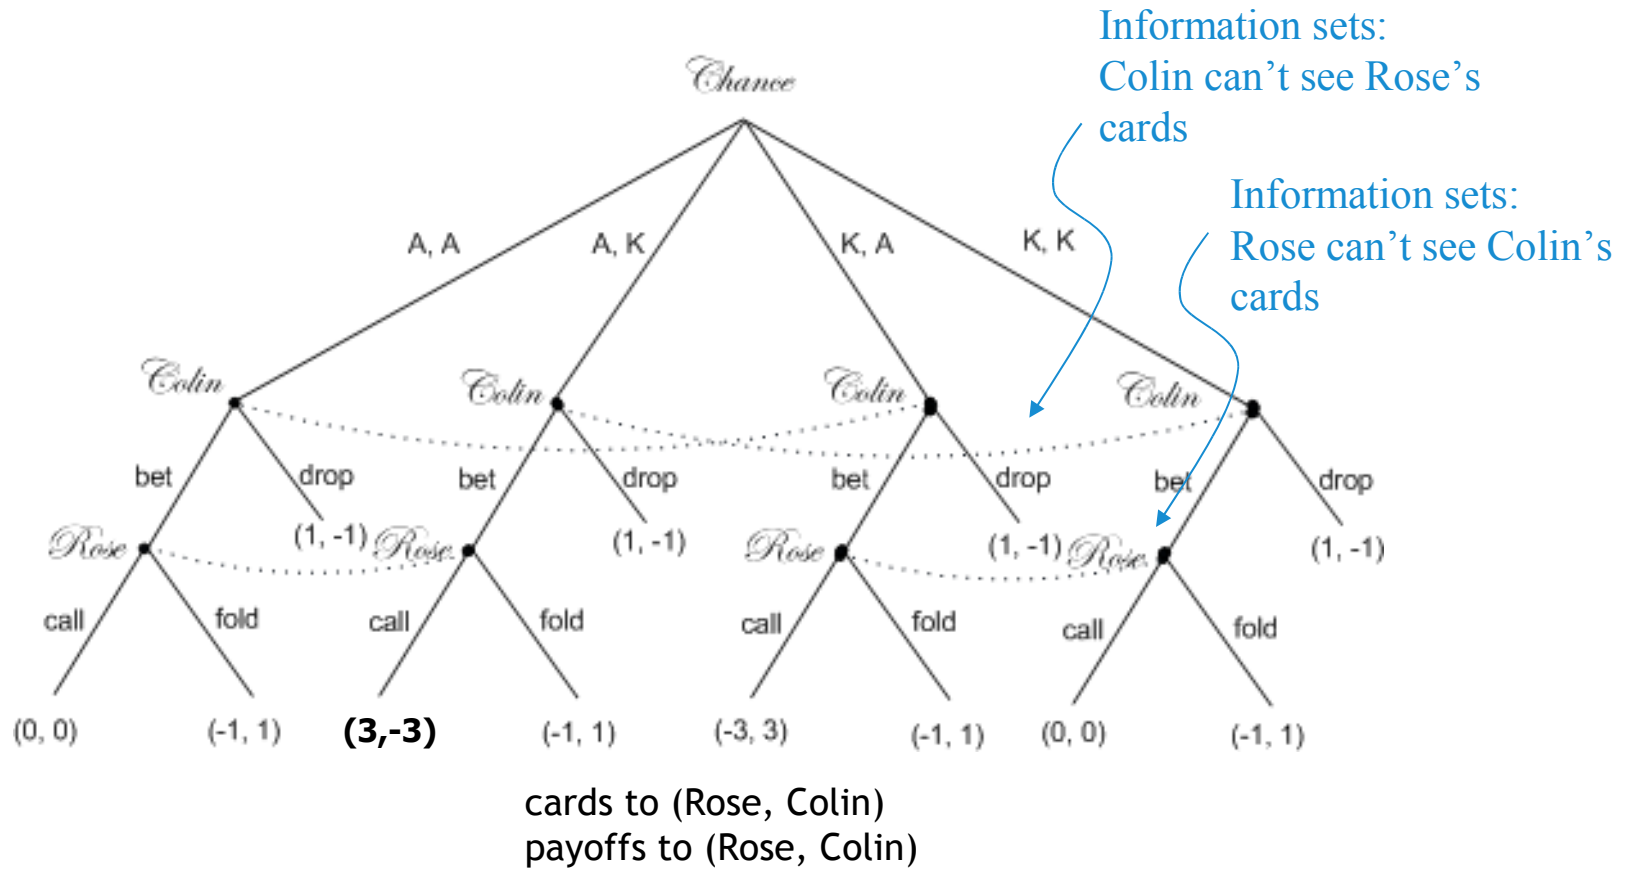 Information sets:
Colin can’t see Rose’s
cards
Chance
Information sets:
Rose can’t see Colin’s
cards
A, A
A, K
K, A
K, K
Colin
Colin
Colin
Colin
bet
drop
bet
drop
bet
drop
bet
drop
Rose
(1, -1)
Rose
(1, -1)
Rose
(1, -1)
Rose
(1, -1)
call
fold
call
fold
call
fold
call
fold
(0, 0)
(-1, 1)
(3,-3)
(-1, 1)
(-3, 3)
(-1, 1)
(0, 0)
(-1, 1)
cards to (Rose, Colin)
payoffs to (Rose, Colin)